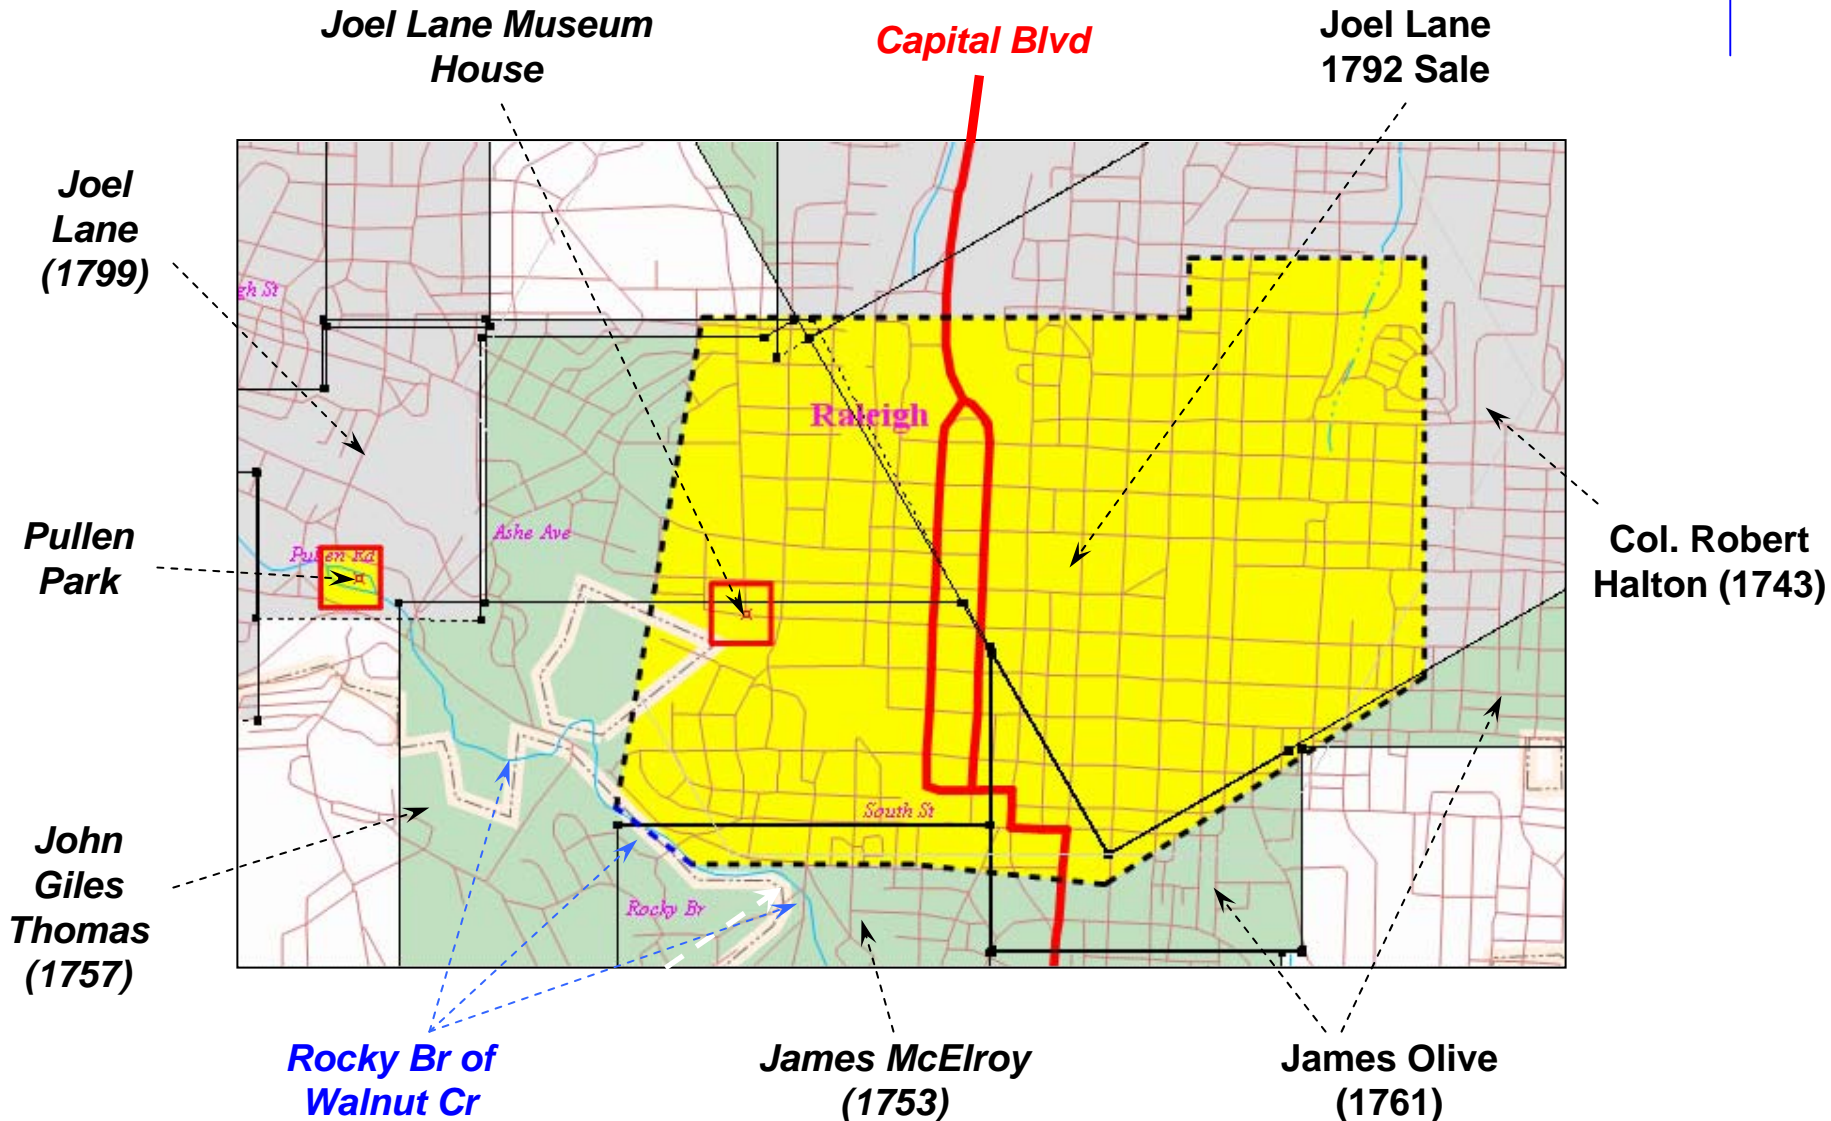 Joel Lane Museum
House
Capital Blvd
Joel Lane
1792 Sale
Joel
Lane
(1799)
gh St
Raleigh
Ashe Ave
Pullen Rd
Pullen
Park
Col. Robert
Halton (1743)
South St
Rocky Br
John
Giles
Thomas
(1757)
Rocky Br of
Walnut Cr
James McElroy
(1753)
James Olive
(1761)